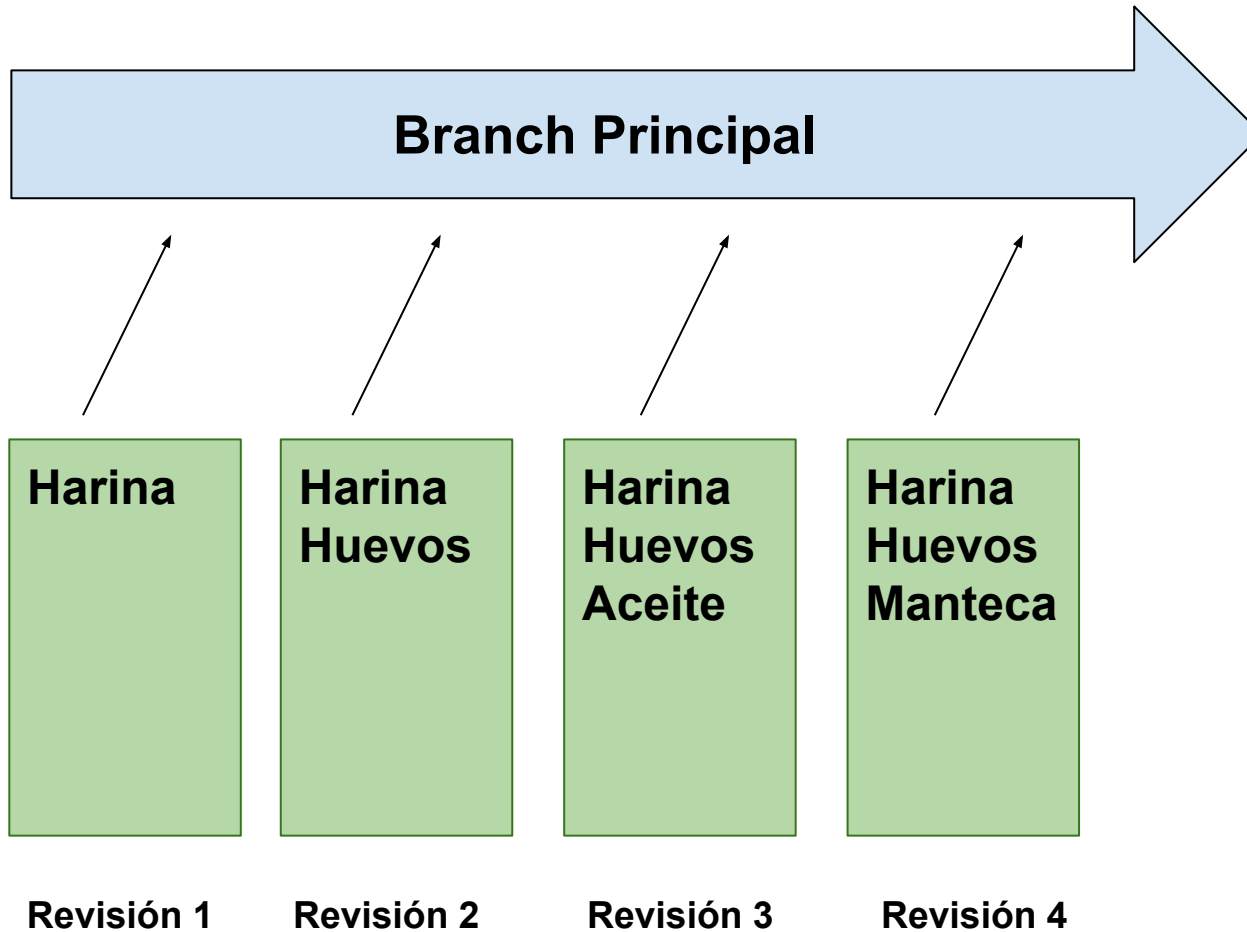 Branch Principal
Harina
Harina
Huevos
Harina
Huevos
Aceite
Harina
Huevos
Manteca
Revisión 1
Revisión 2
Revisión 3
Revisión 4